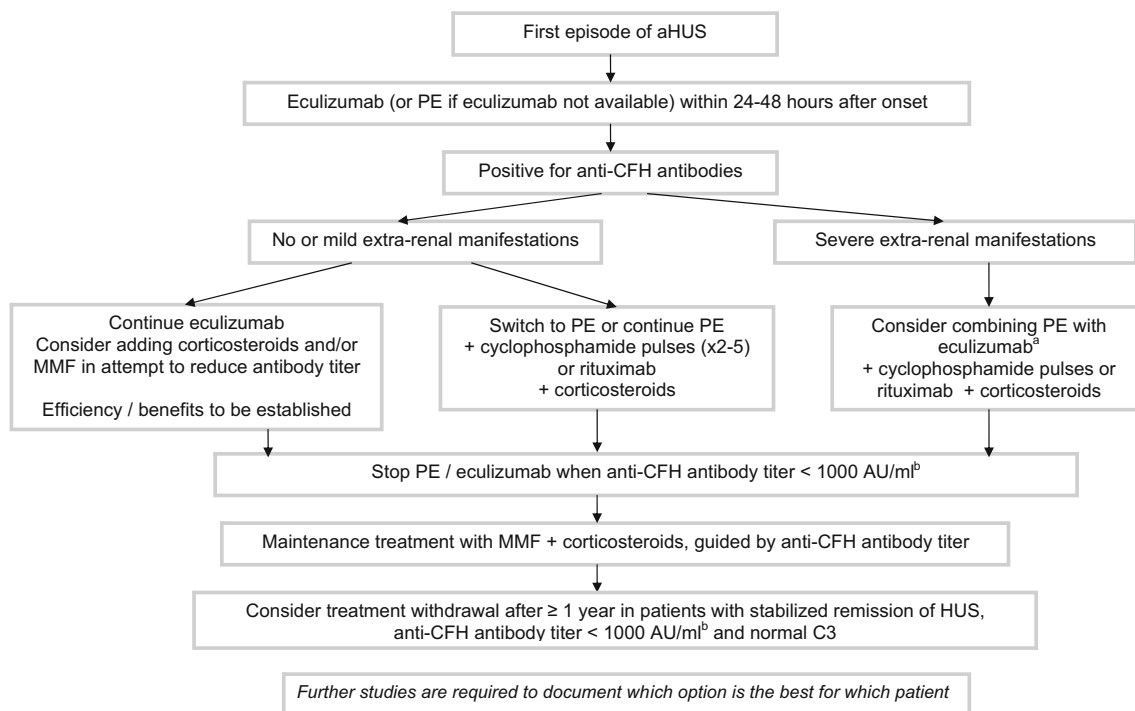 First episode of aHUS
Eculizumab (or PE if eculizumab not available) within 24-48 hours after onset
Positive for anti-CFH antibodies
No or mild extra-renal manifestations
Severe extra-renal manifestations
Continue eculizumab
Consider adding corticosteroids and/or
MMF in attempt to reduce antibody titer
Efficiency / benefits to be established
Switch to PE or continue PE
+ cyclophosphamide pulses (x2-5)
or rituximab
+ corticosteroids
Consider combining PE with
eculizumabᵃ
+ cyclophosphamide pulses or
rituximab + corticosteroids
Stop PE / eculizumab when anti-CFH antibody titer < 1000 AU/mlᵇ
Maintenance treatment with MMF + corticosteroids, guided by anti-CFH antibody titer
Consider treatment withdrawal after ≥ 1 year in patients with stabilized remission of HUS,
anti-CFH antibody titer < 1000 AU/mlᵇ and normal C3
Further studies are required to document which option is the best for which patient